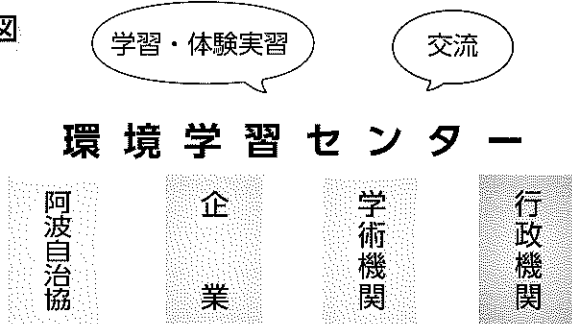 図
学習・体験実習
交流
環境学習センター
阿波自治協
企業
学術機関
行政機関